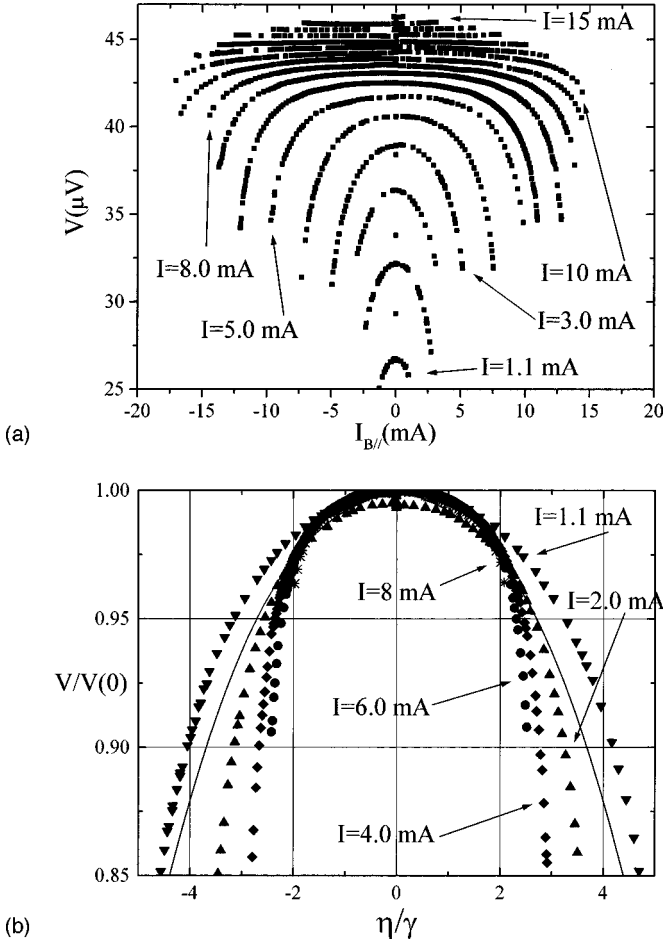 45
40
35
30
25
V(μV)
I=15 mA
I=8.0 mA
I=5.0 mA
I=10 mA
I=3.0 mA
I=1.1 mA
-20 -15 -10 -5 0 5 10 15 20
I_B//(mA)
(a)
1.00
0.95
0.90
0.85
V/V(0)
I=1.1 mA
I=8 mA
I=2.0 mA
I=6.0 mA
I=4.0 mA
-4 -2 0 2 4
η/γ
(b)